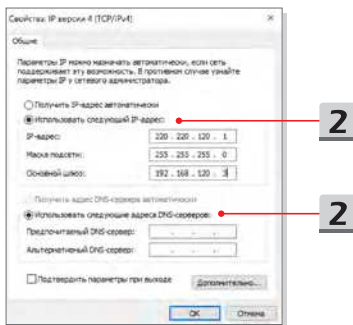 Свойства: IP версии 4 (TCP/IPv4)
Общие
Параметры IP можно назначать автоматически, если сеть
поддерживает эту возможность. В противном случае узнайте
параметры IP у сетевого администратора.
Получить IP-адрес автоматически
Использовать следующий IP-адрес:
2
IP-адрес: 220 . 220 . 120 . 1
Маска подсети: 255 . 255 . 255 . 0
Основной шлюз: 192 . 168 . 120 . 3
Получить адрес DNS-сервера автоматически
Использовать следующие адреса DNS-серверов:
2
Предпочитаемый DNS-сервер:
Альтернативный DNS-сервер:
Подтвердить параметры при выходе
Дополнительно...
OK Отмена